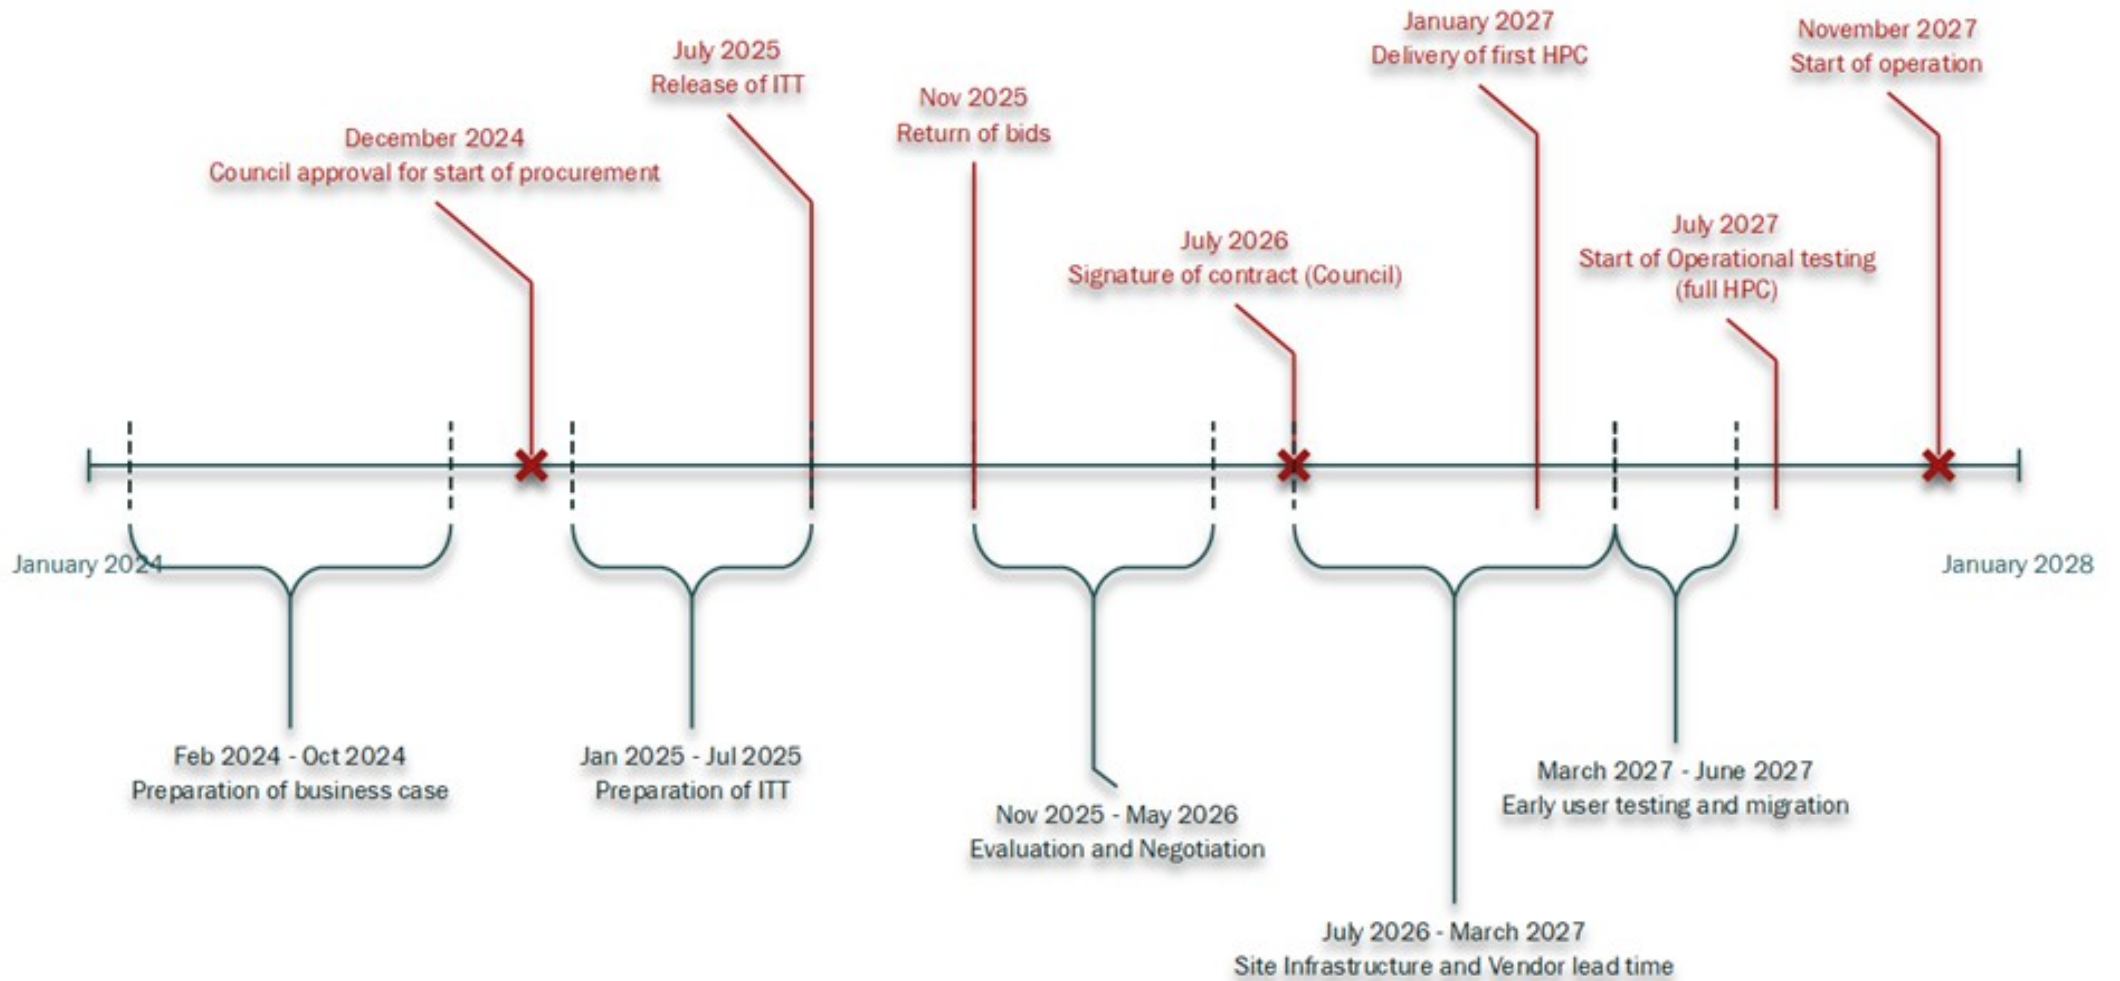 January 2027
Delivery of first HPC
November 2027
Start of operation
July 2025
Release of ITT
Nov 2025
Return of bids
December 2024
Council approval for start of procurement
July 2027
Start of Operational testing
(full HPC)
July 2026
Signature of contract (Council)
January 2024
January 2028
Feb 2024 - Oct 2024
Preparation of business case
Jan 2025 - Jul 2025
Preparation of ITT
March 2027 - June 2027
Early user testing and migration
Nov 2025 - May 2026
Evaluation and Negotiation
July 2026 - March 2027
Site Infrastructure and Vendor lead time